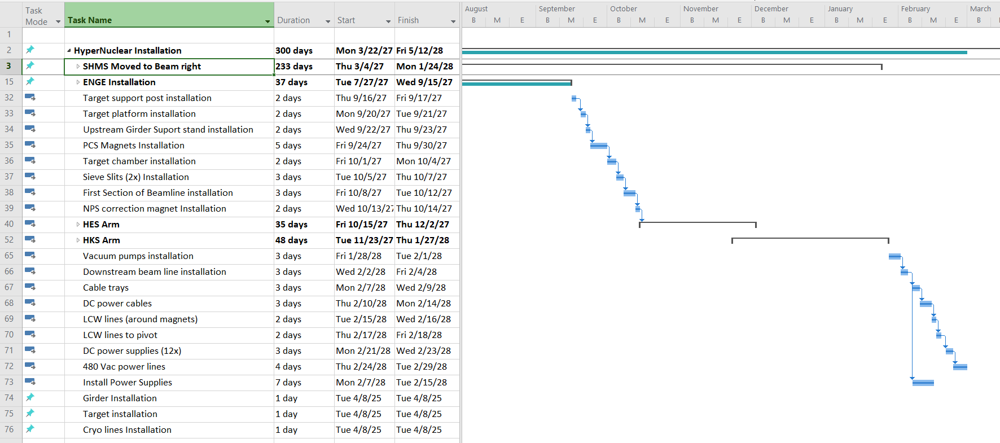 Task Mode Task Name Duration Start Finish August September October November December January February March
B M E B M E B M E B M E B M E B M E B M E B
1
2 HyperNuclear Installation 300 days Mon 3/22/27 Fri 5/12/28
3 SHMS Moved to Beam right 233 days Thu 3/4/27 Mon 1/24/28
15 ENGE Installation 37 days Tue 7/27/27 Wed 9/15/27
32 Target support post installation 2 days Thu 9/16/27 Fri 9/17/27
33 Target platform installation 2 days Mon 9/20/27 Tue 9/21/27
34 Upstream Girder Suport stand installation 2 days Wed 9/22/27 Thu 9/23/27
35 PCS Magnets Installation 5 days Fri 9/24/27 Thu 9/30/27
36 Target chamber installation 2 days Fri 10/1/27 Mon 10/4/27
37 Sieve Slits (2x) Installation 3 days Tue 10/5/27 Thu 10/7/27
38 First Section of Beamline installation 3 days Fri 10/8/27 Tue 10/12/27
39 NPS correction magnet Installation 2 days Wed 10/13/27 Thu 10/14/27
40 HES Arm 35 days Fri 10/15/27 Thu 12/2/27
52 HKS Arm 48 days Tue 11/23/27 Thu 1/27/28
65 Vacuum pumps installation 3 days Fri 1/28/28 Tue 2/1/28
66 Downstream beam line installation 3 days Wed 2/2/28 Fri 2/4/28
67 Cable trays 3 days Mon 2/7/28 Wed 2/9/28
68 DC power cables 3 days Thu 2/10/28 Mon 2/14/28
69 LCW lines (around magnets) 2 days Tue 2/15/28 Wed 2/16/28
70 LCW lines to pivot 2 days Thu 2/17/28 Fri 2/18/28
71 DC power supplies (12x) 3 days Mon 2/21/28 Wed 2/23/28
72 480 Vac power lines 4 days Thu 2/24/28 Tue 2/29/28
73 Install Power Supplies 7 days Mon 2/7/28 Tue 2/15/28
74 Girder Installation 1 day Tue 4/8/25 Tue 4/8/25
75 Target installation 1 day Tue 4/8/25 Tue 4/8/25
76 Cryo lines Installation 1 day Tue 4/8/25 Tue 4/8/25